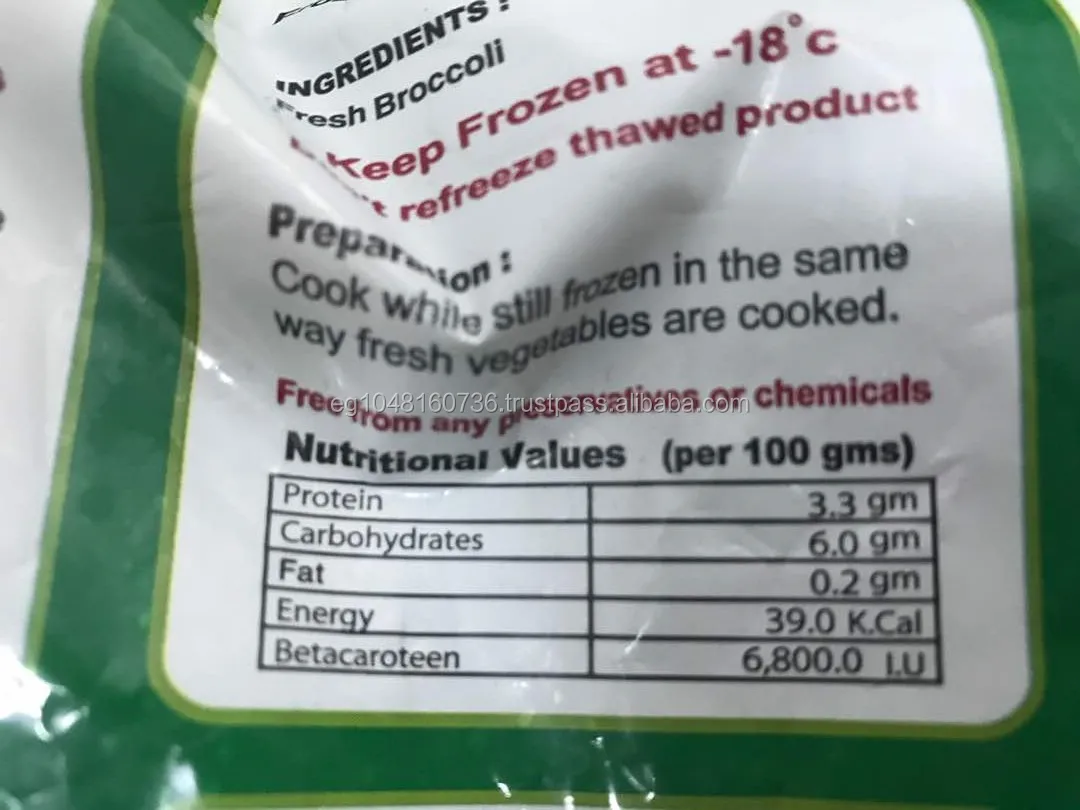 INGREDIENTS :
Fresh Broccoli
Keep Frozen at -18°c
refreeze thawed product
Preparation :
Cook while still frozen in the same
way fresh vegetables are cooked.
Free from any preservatives or chemicals
eg1048160736.trustpass.alibaba.com
Nutritional Values (per 100 gms)
Protein 3.3 gm
Carbohydrates 6.0 gm
Fat 0.2 gm
Energy 39.0 K.Cal
Betacaroteen 6,800.0 I.U